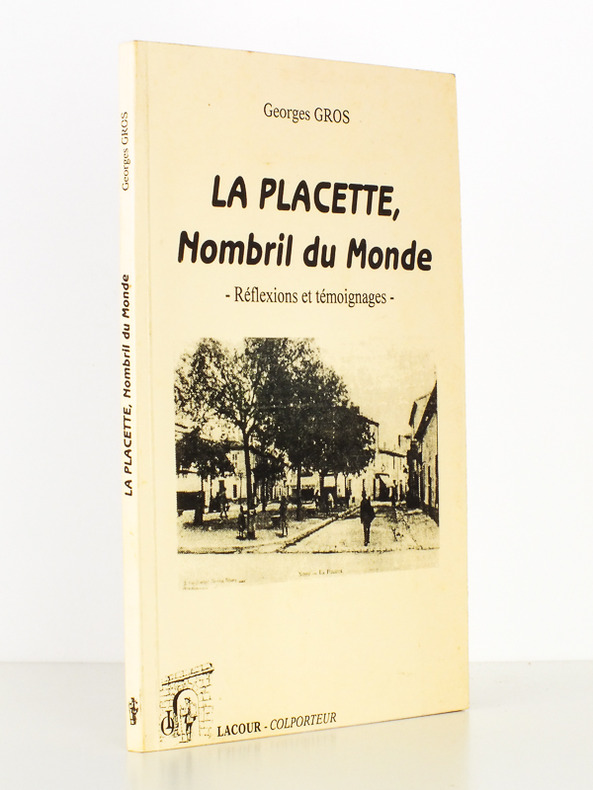 Georges GROS
LA PLACETTE,
Nombril du Monde
- Réflexions et témoignages -
LACOUR - COLPORTEUR
Georges GROS
LA PLACETTE, Nombril du Monde